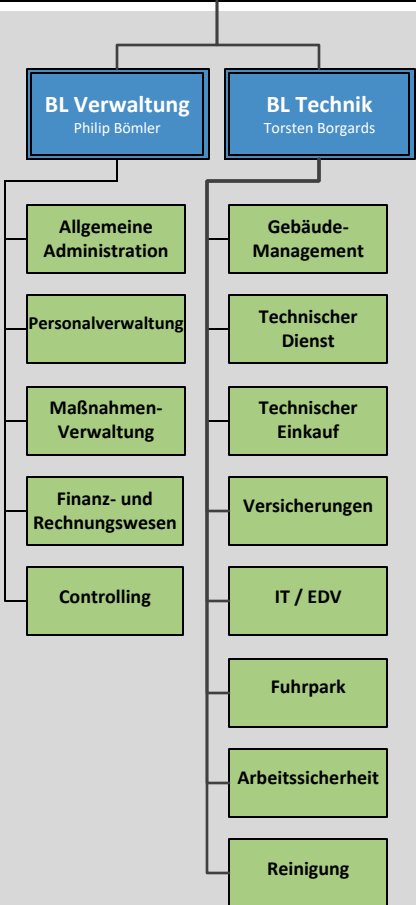 BL Verwaltung
Philip Bömler
Allgemeine
Administration
Personalverwaltung
Maßnahmen-
Verwaltung
Finanz- und
Rechnungswesen
Controlling
BL Technik
Torsten Borgards
Gebäude-
Management
Technischer
Dienst
Technischer
Einkauf
Versicherungen
IT / EDV
Fuhrpark
Arbeitssicherheit
Reinigung